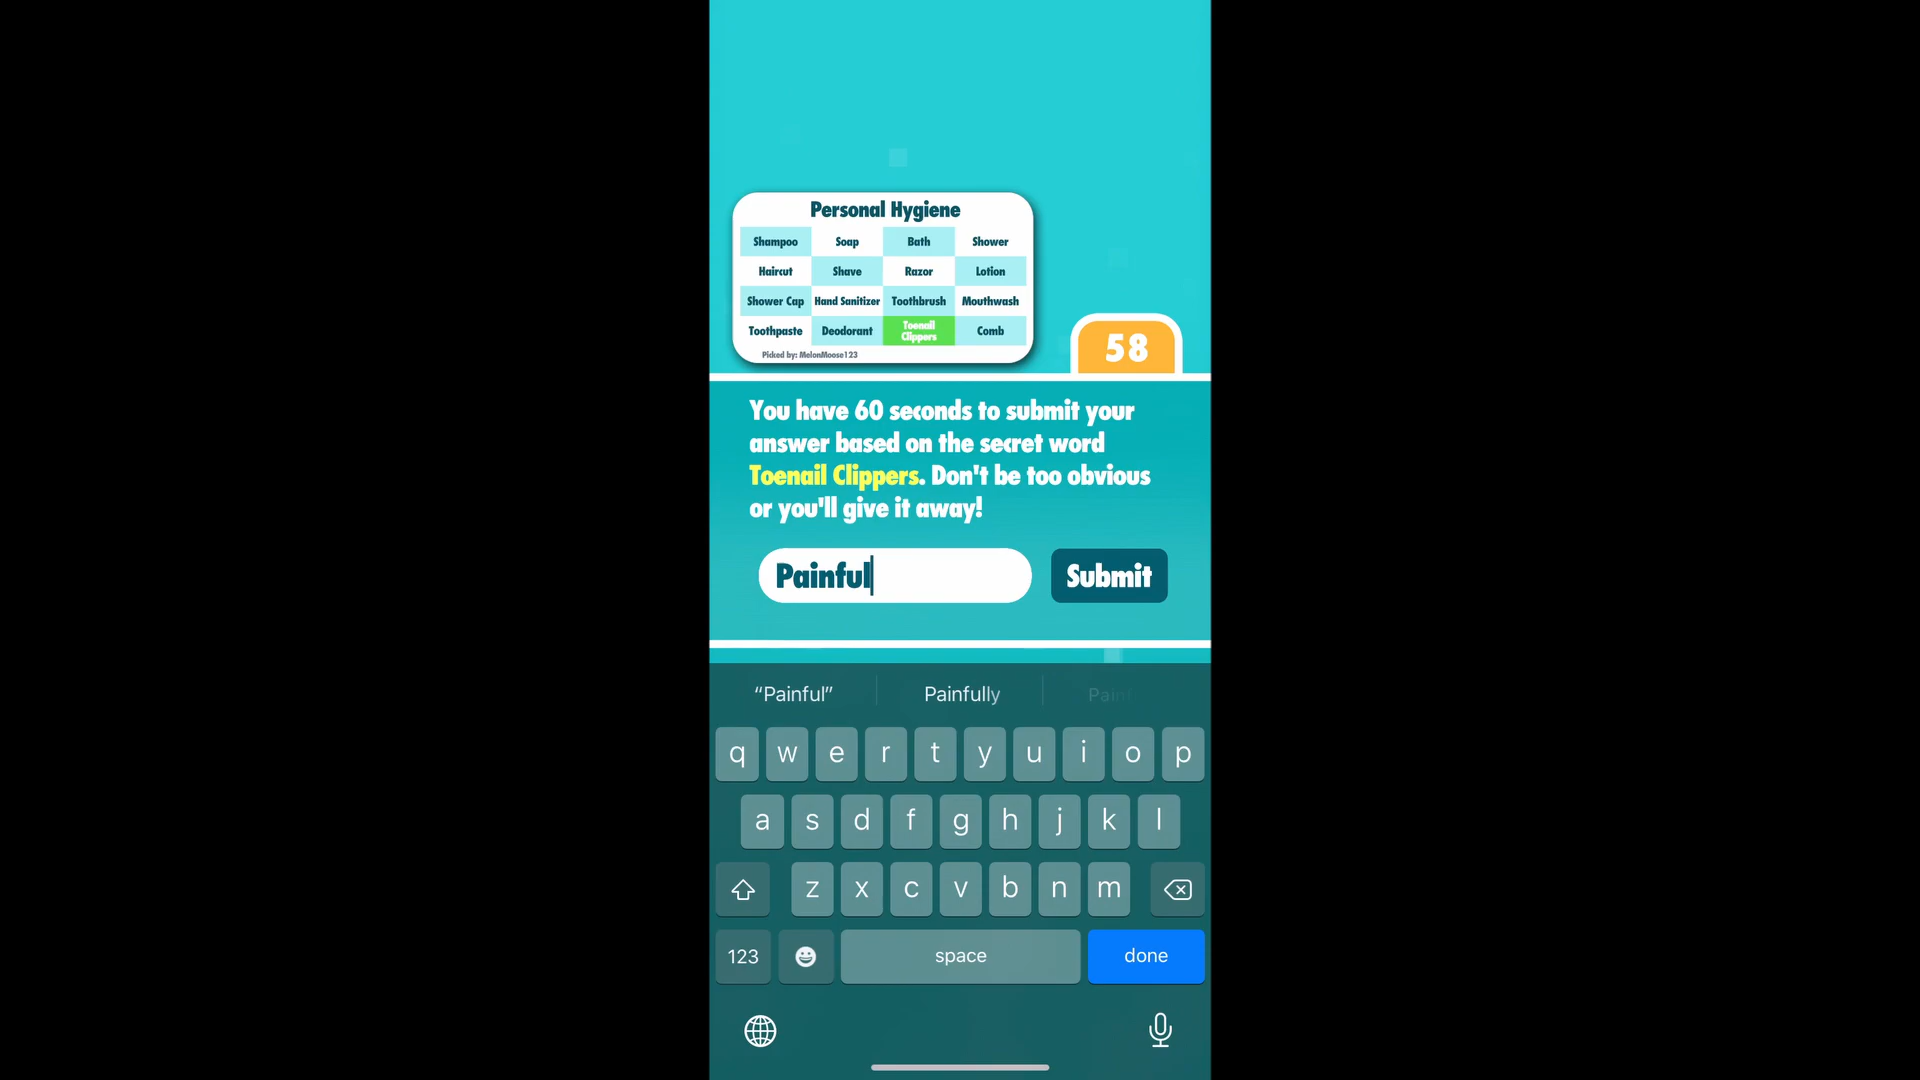 Personal Hygiene
Shampoo Soap Bath Shower
Haircut Shave Razor Lotion
Shower Cap Hand Sanitizer Toothbrush Mouthwash
Toothpaste Deodorant Toenail Clippers Comb
Picked by: MelonMoose123
58
You have 60 seconds to submit your
answer based on the secret word
Toenail Clippers. Don't be too obvious
or you'll give it away!
Painful Submit
“Painful” Painfully
q w e r t y u i o p
a s d f g h j k l
z x c v b n m
123 space done